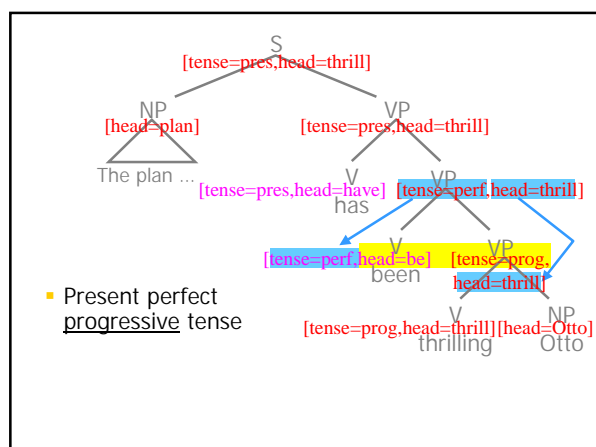 S
[tense=pres,head=thrill]
NP VP
[head=plan] [tense=pres,head=thrill]
The plan ...
V VP
[tense=pres,head=have] [tense=perf,head=thrill]
has
V VP
[tense=perf,head=be] [tense=prog,
been
head=thrill]
Present perfect
progressive tense
V NP
[tense=prog,head=thrill] [head=Otto]
thrilling Otto